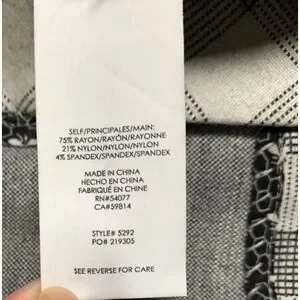 SELF/PRINCIPALES/MAIN:
75% RAYON/RAYÓN/RAYONNE
21% NYLON/NYLON/NYLON
4% SPANDEX/SPANDEX/SPANDEX
MADE IN CHINA
HECHO EN CHINA
FABRIQUÉ EN CHINE
RN#54077
CA#59814
STYLE# 5292
PO# 219305
SEE REVERSE FOR CARE